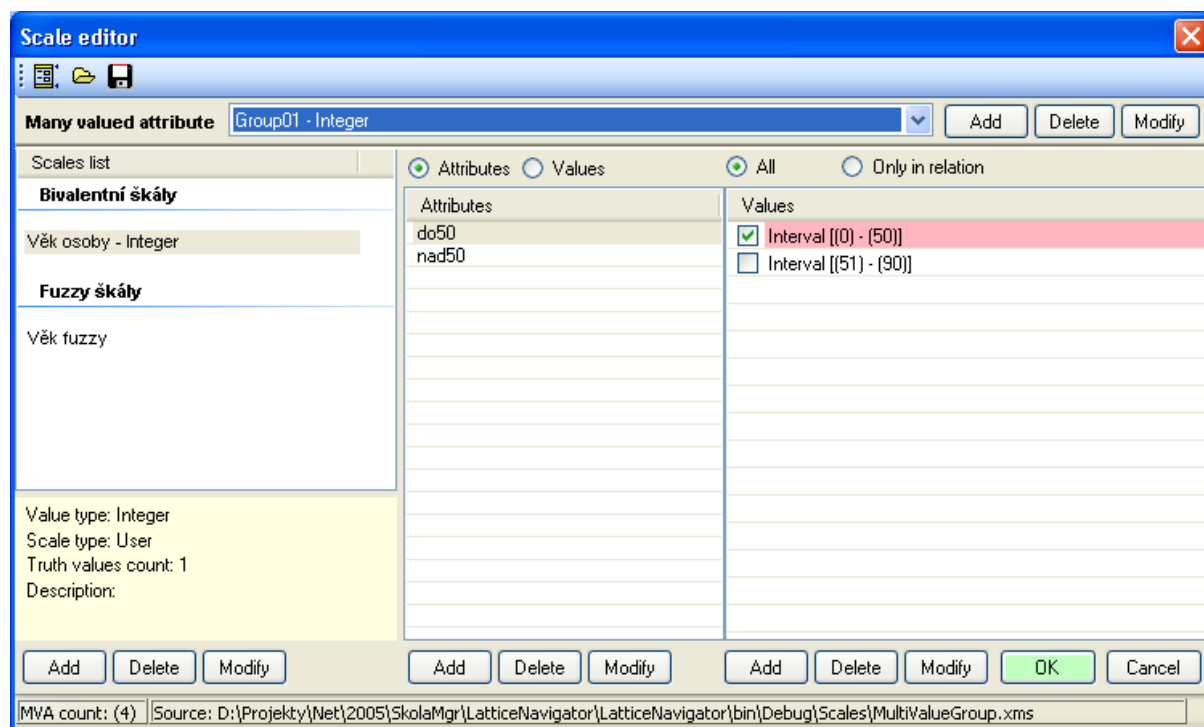 Scale editor
Many valued attribute Group01 - Integer Add Delete Modify
Scales list
Bivalentní škály
Věk osoby - Integer
Fuzzy škály
Věk fuzzy
Value type: Integer
Scale type: User
Truth values count: 1
Description:
Add Delete Modify
Attributes Values
Attributes
do50
nad50
Add Delete Modify
All Only in relation
Values
Interval [(0) - (50)]
Interval [(51) - (90)]
Add Delete Modify OK Cancel
MVA count: (4) Source: D:\Projekty\Net\2005\SkolaMgr\LatticeNavigator\LatticeNavigator\bin\Debug\Scales\MultiValueGroup.xms